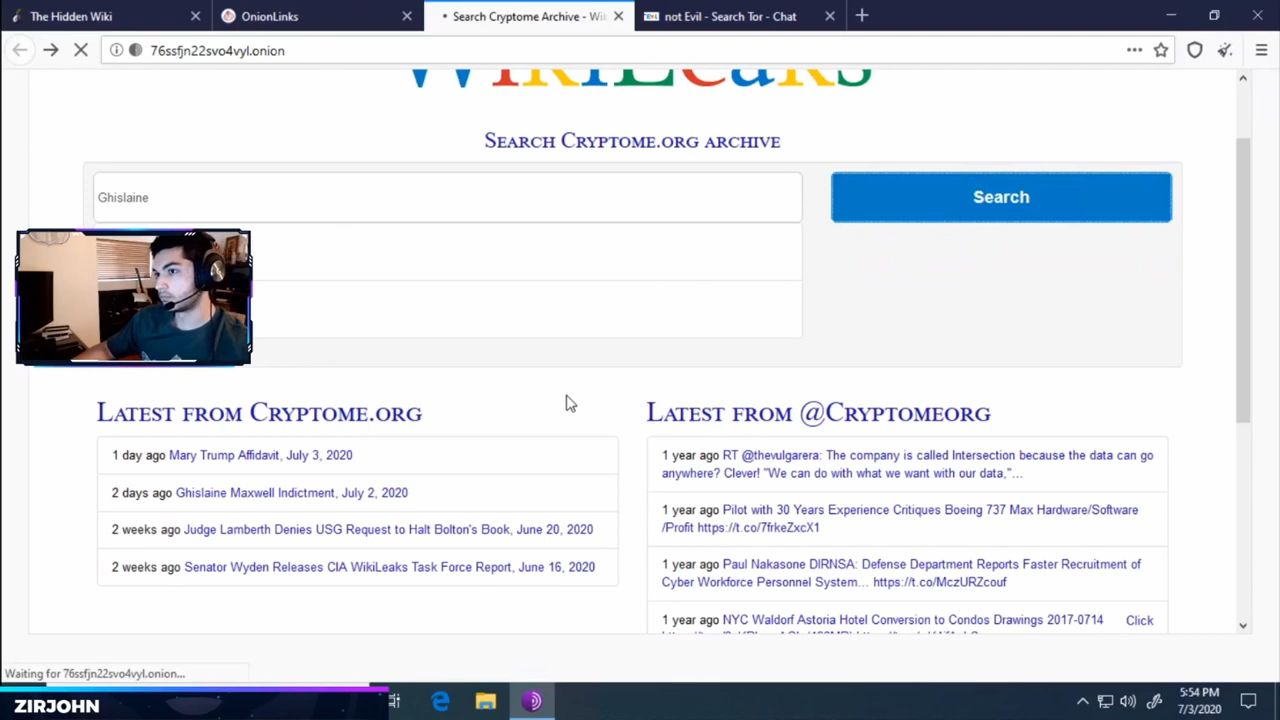 The Hidden Wiki
OnionLinks
Search Cryptome Archive - Wi
not Evil - Search Tor - Chat
76ssfjn22svo4vyl.onion
WikiLeaks
Search Cryptome.org archive
Ghislaine
Search
Latest from Cryptome.org
1 day ago Mary Trump Affidavit, July 3, 2020
2 days ago Ghislaine Maxwell Indictment, July 2, 2020
2 weeks ago Judge Lamberth Denies USG Request to Halt Bolton's Book, June 20, 2020
2 weeks ago Senator Wyden Releases CIA WikiLeaks Task Force Report, June 16, 2020
Latest from @Cryptomeorg
1 year ago RT @thevulgarera: The company is called Intersection because the data can go
anywhere? Clever! "We can do with what we want with our data,"...
1 year ago Pilot with 30 Years Experience Critiques Boeing 737 Max Hardware/Software
/Profit https://t.co/7frkeZxcX1
1 year ago Paul Nakasone DIRNSA: Defense Department Reports Faster Recruitment of
Cyber Workforce Personnel System... https://t.co/MczURZcouf
1 year ago NYC Waldorf Astoria Hotel Conversion to Condos Drawings 2017-0714 Click
Waiting for 76ssfjn22svo4vyl.onion...
ZIRJOHN
5:54 PM
7/3/2020